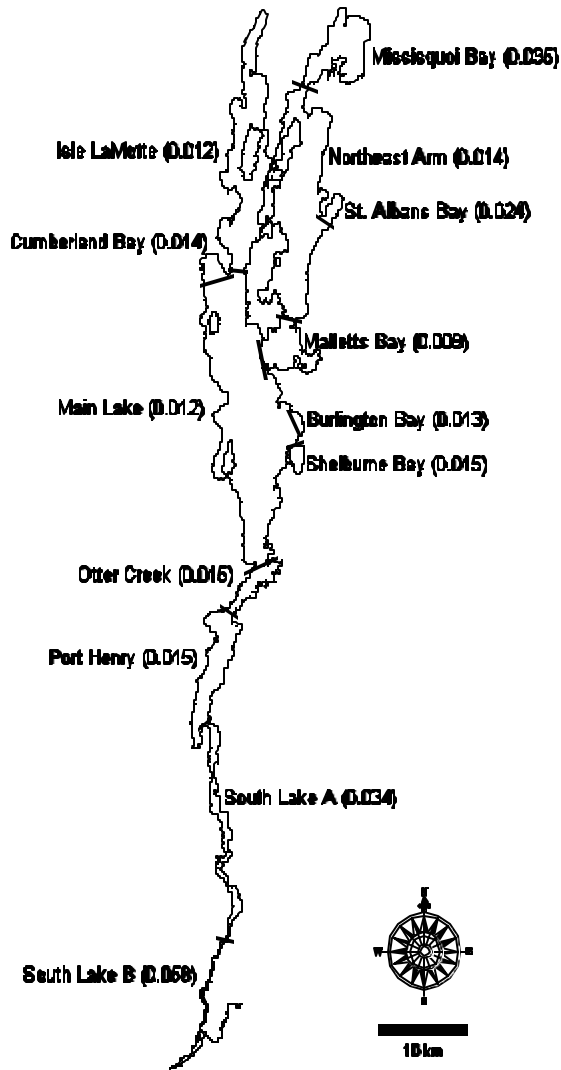 Missisquoi Bay (0.035)
Isle LaMotte (0.012)
Northeast Arm (0.014)
St. Albans Bay (0.024)
Cumberland Bay (0.014)
Malletts Bay (0.009)
Main Lake (0.012)
Burlington Bay (0.013)
Shelburne Bay (0.015)
Otter Creek (0.015)
Port Henry (0.015)
South Lake A (0.034)
South Lake B (0.058)
W
S
10 km